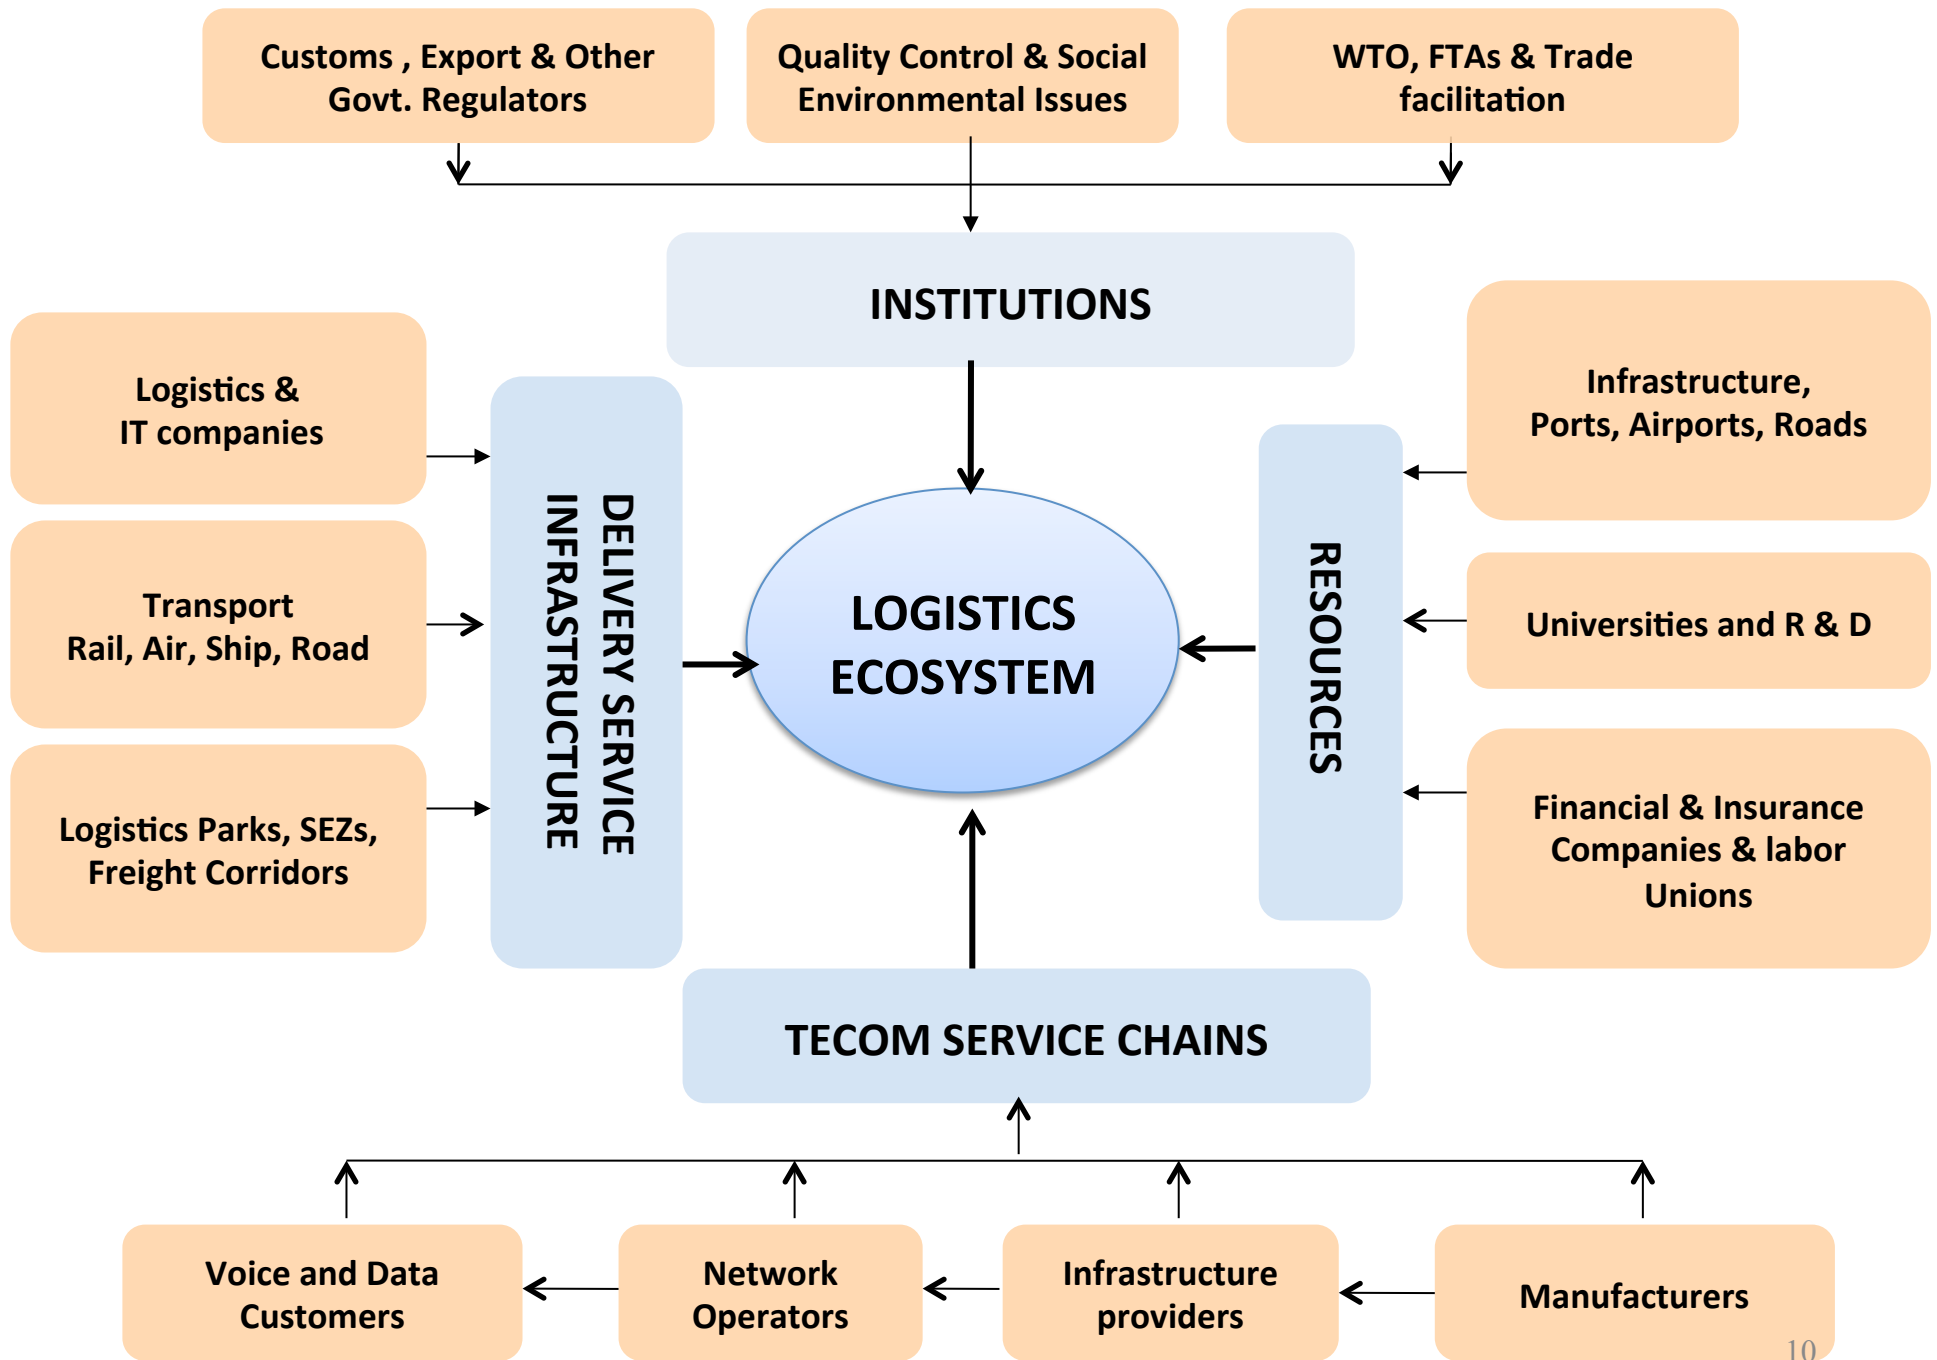 Customs , Export & Other
Govt. Regulators
Quality Control & Social
Environmental Issues
WTO, FTAs & Trade
facilitation
INSTITUTIONS
Logistics &
IT companies
Transport
Rail, Air, Ship, Road
Logistics Parks, SEZs,
Freight Corridors
DELIVERY SERVICE
INFRASTRUCTURE
LOGISTICS
ECOSYSTEM
RESOURCES
Infrastructure,
Ports, Airports, Roads
Universities and R & D
Financial & Insurance
Companies & labor
Unions
TECOM SERVICE CHAINS
Voice and Data
Customers
Network
Operators
Infrastructure
providers
Manufacturers
10